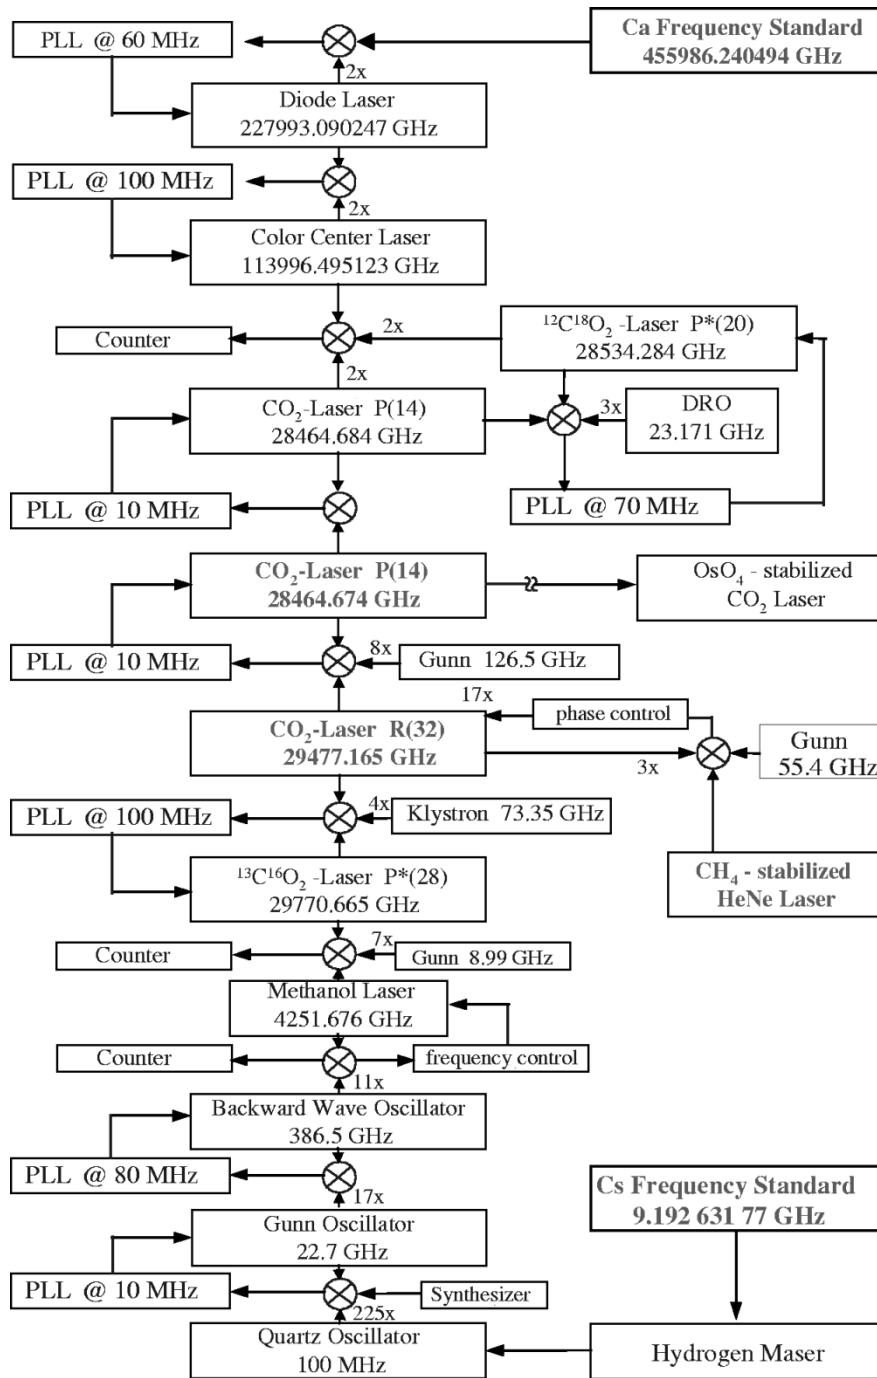 PLL @ 60 MHz
Ca Frequency Standard
455986.240494 GHz
2x
Diode Laser
227993.090247 GHz
PLL @ 100 MHz
2x
Color Center Laser
113996.495123 GHz
Counter
2x
¹²C¹⁸O₂ -Laser P*(20)
28534.284 GHz
2x
CO₂-Laser P(14)
28464.684 GHz
3x
DRO
23.171 GHz
PLL @ 10 MHz
PLL @ 70 MHz
CO₂-Laser P(14)
28464.674 GHz
OsO₄ - stabilized
CO₂ Laser
PLL @ 10 MHz
8x
Gunn 126.5 GHz
17x
phase control
CO₂-Laser R(32)
29477.165 GHz
3x
Gunn
55.4 GHz
PLL @ 100 MHz
4x
Klystron 73.35 GHz
¹³C¹⁶O₂ -Laser P*(28)
29770.665 GHz
CH₄ - stabilized
HeNe Laser
Counter
7x
Gunn 8.99 GHz
Methanol Laser
4251.676 GHz
Counter
frequency control
11x
Backward Wave Oscillator
386.5 GHz
PLL @ 80 MHz
17x
Cs Frequency Standard
9.192 631 77 GHz
Gunn Oscillator
22.7 GHz
PLL @ 10 MHz
Synthesizer
225x
Quartz Oscillator
100 MHz
Hydrogen Maser